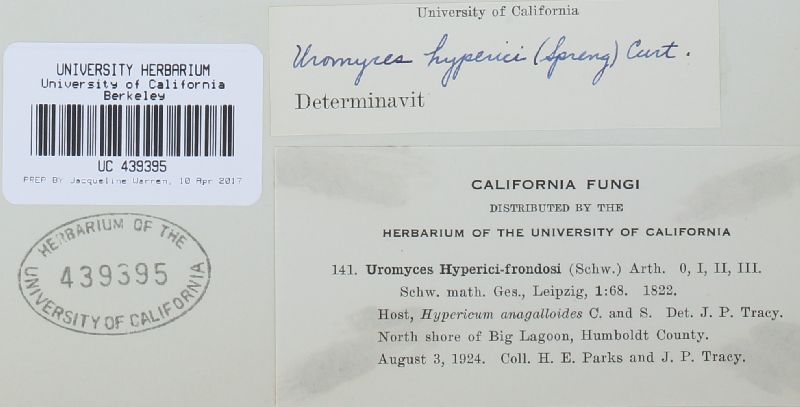 University of California
Uromyces hyperici (Spreng) Curt.
Determinavit
UNIVERSITY HERBARIUM
University of California
Berkeley
UC 439395
PREP BY Jacqueline Warren, 10 Apr 2017
HERBARIUM OF THE
439395
UNIVERSITY OF CALIFORNIA
CALIFORNIA FUNGI
DISTRIBUTED BY THE
HERBARIUM OF THE UNIVERSITY OF CALIFORNIA
141. Uromyces Hyperici-frondosi (Schw.) Arth. 0, I, II, III.
Schw. math. Ges., Leipzig, 1:68. 1822.
Host, Hypericum anagalloides C. and S. Det. J. P. Tracy.
North shore of Big Lagoon, Humboldt County.
August 3, 1924. Coll. H. E. Parks and J. P. Tracy.